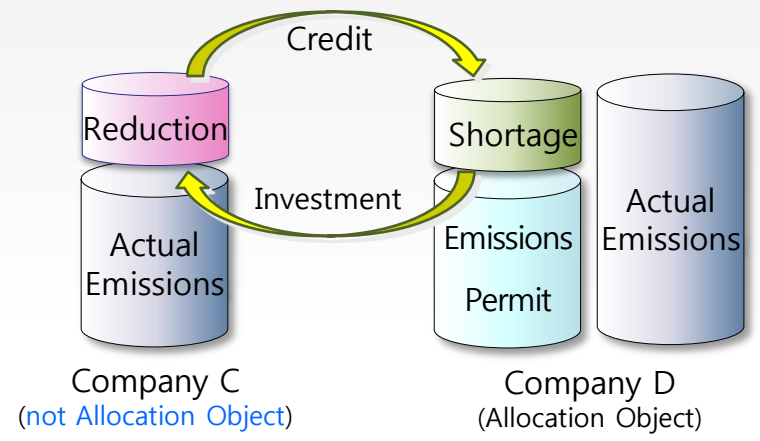 Credit
Reduction
Shortage
Investment
Actual
Emissions
Emissions
Permit
Actual
Emissions
Company C
(not Allocation Object)
Company D
(Allocation Object)